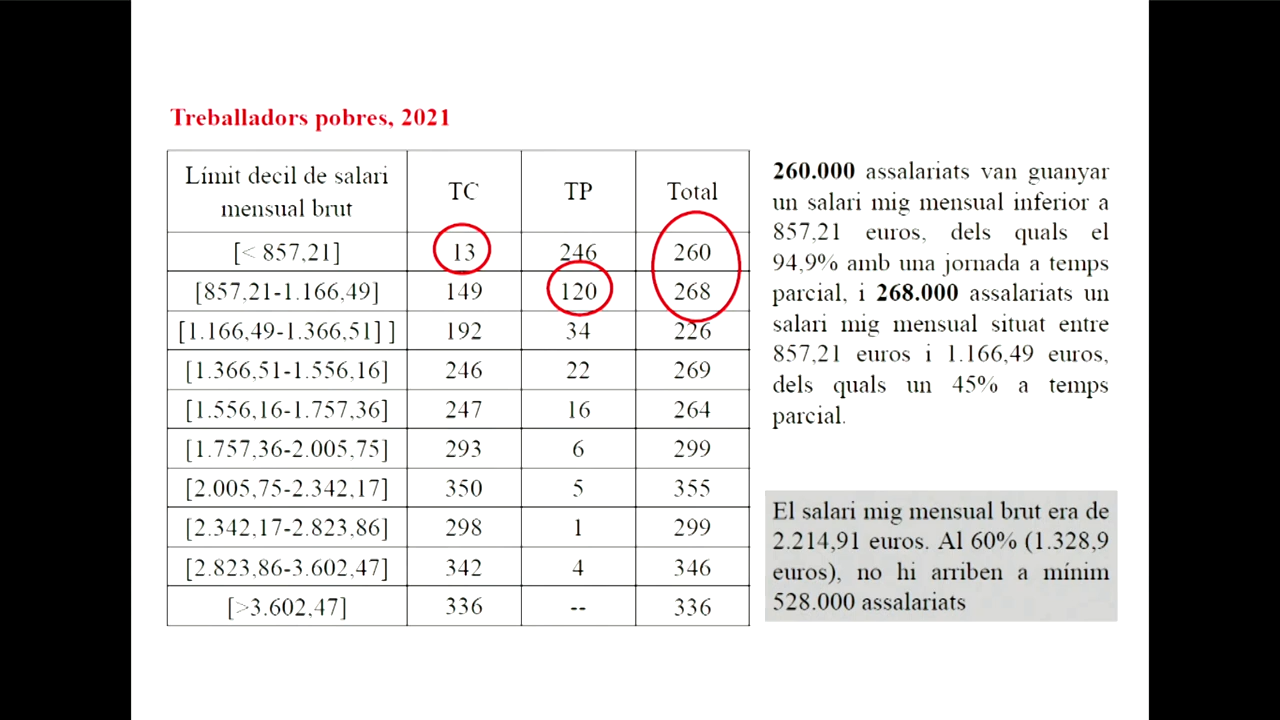 Treballadors pobres, 2021
Límit decil de salari mensual brut TC TP Total
[< 857,21] 13 246 260
[857,21-1.166,49] 149 120 268
[1.166,49-1.366,51] ] 192 34 226
[1.366,51-1.556,16] 246 22 269
[1.556,16-1.757,36] 247 16 264
[1.757,36-2.005,75] 293 6 299
[2.005,75-2.342,17] 350 5 355
[2.342,17-2.823,86] 298 1 299
[2.823,86-3.602,47] 342 4 346
[>3.602,47] 336 -- 336
260.000 assalariats van guanyar
un salari mig mensual inferior a
857,21 euros, dels quals el
94,9% amb una jornada a temps
parcial, i 268.000 assalariats un
salari mig mensual situat entre
857,21 euros i 1.166,49 euros,
dels quals un 45% a temps
parcial.
El salari mig mensual brut era de
2.214,91 euros. Al 60% (1.328,9
euros), no hi arriben a mínim
528.000 assalariats